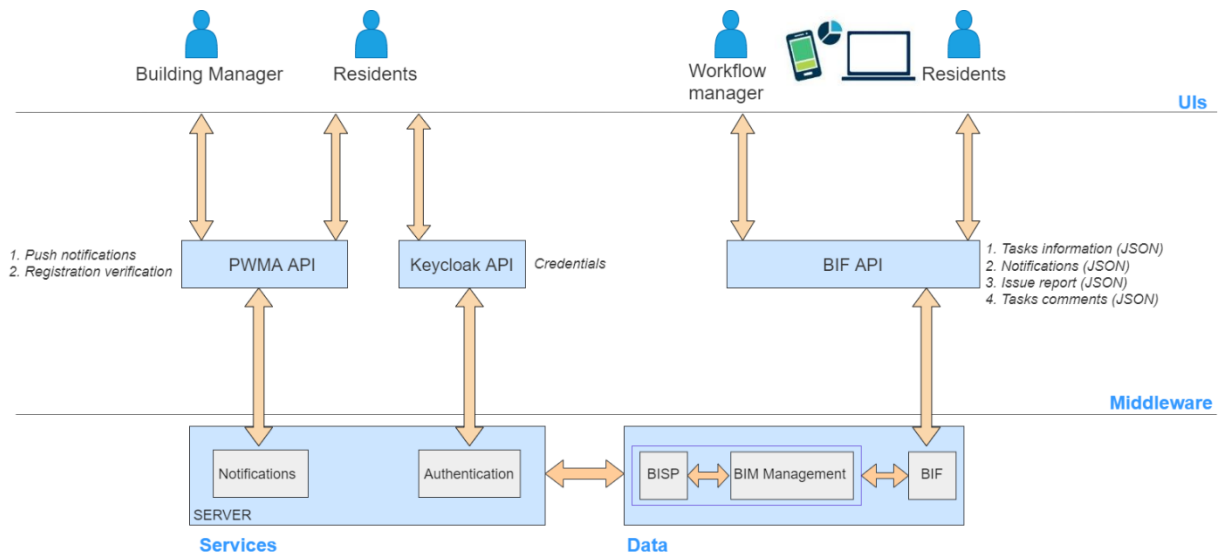 Building Manager
Residents
Workflow
manager
Residents
UIs
1. Push notifications
2. Registration verification
PWMA API
Keycloak API
Credentials
BIF API
1. Tasks information (JSON)
2. Notifications (JSON)
3. Issue report (JSON)
4. Tasks comments (JSON)
Middleware
Notifications
Authentication
SERVER
BISP
BIM Management
BIF
Services
Data